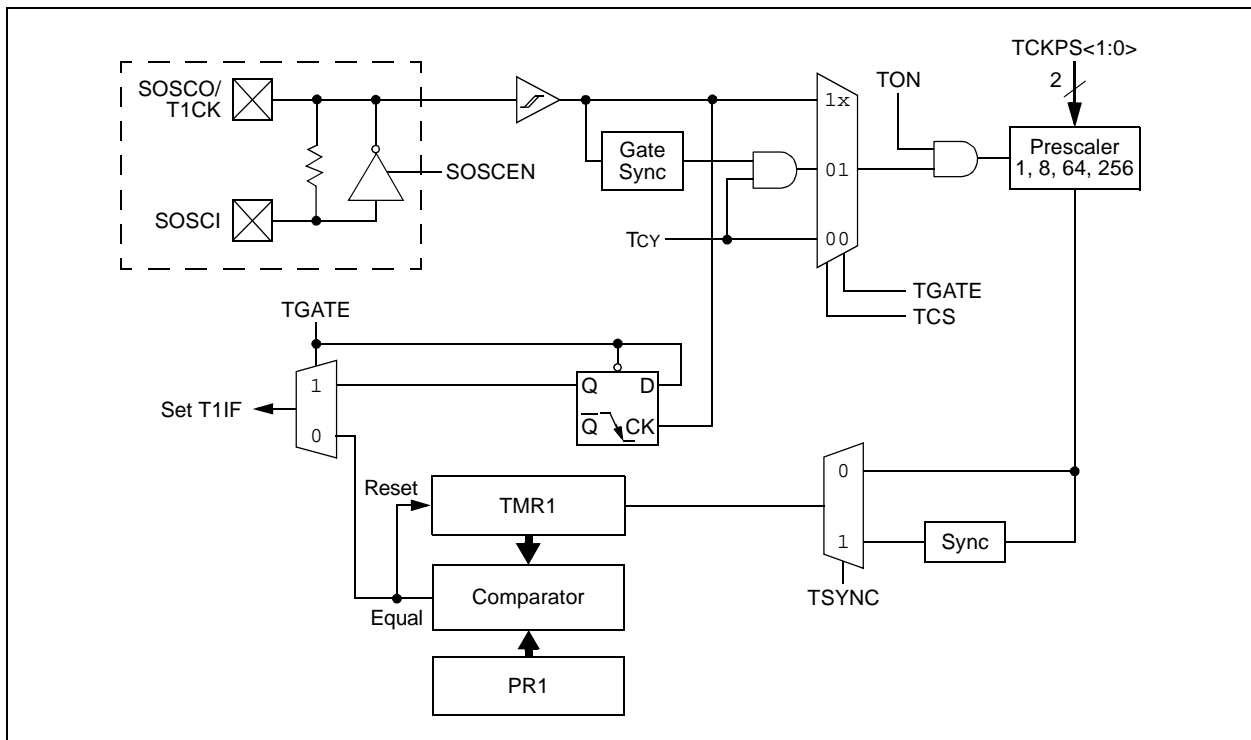 TCKPS<1:0>
2
SOSCO/
T1CK
TON
1x
Prescaler
1, 8, 64, 256
Gate
Sync
SOSCEN
01
SOSCI
TCY
00
TGATE
TCS
TGATE
1
Q
D
Set T1IF
Q
CK
0
Reset
TMR1
0
1
Sync
Comparator
Equal
TSYNC
PR1